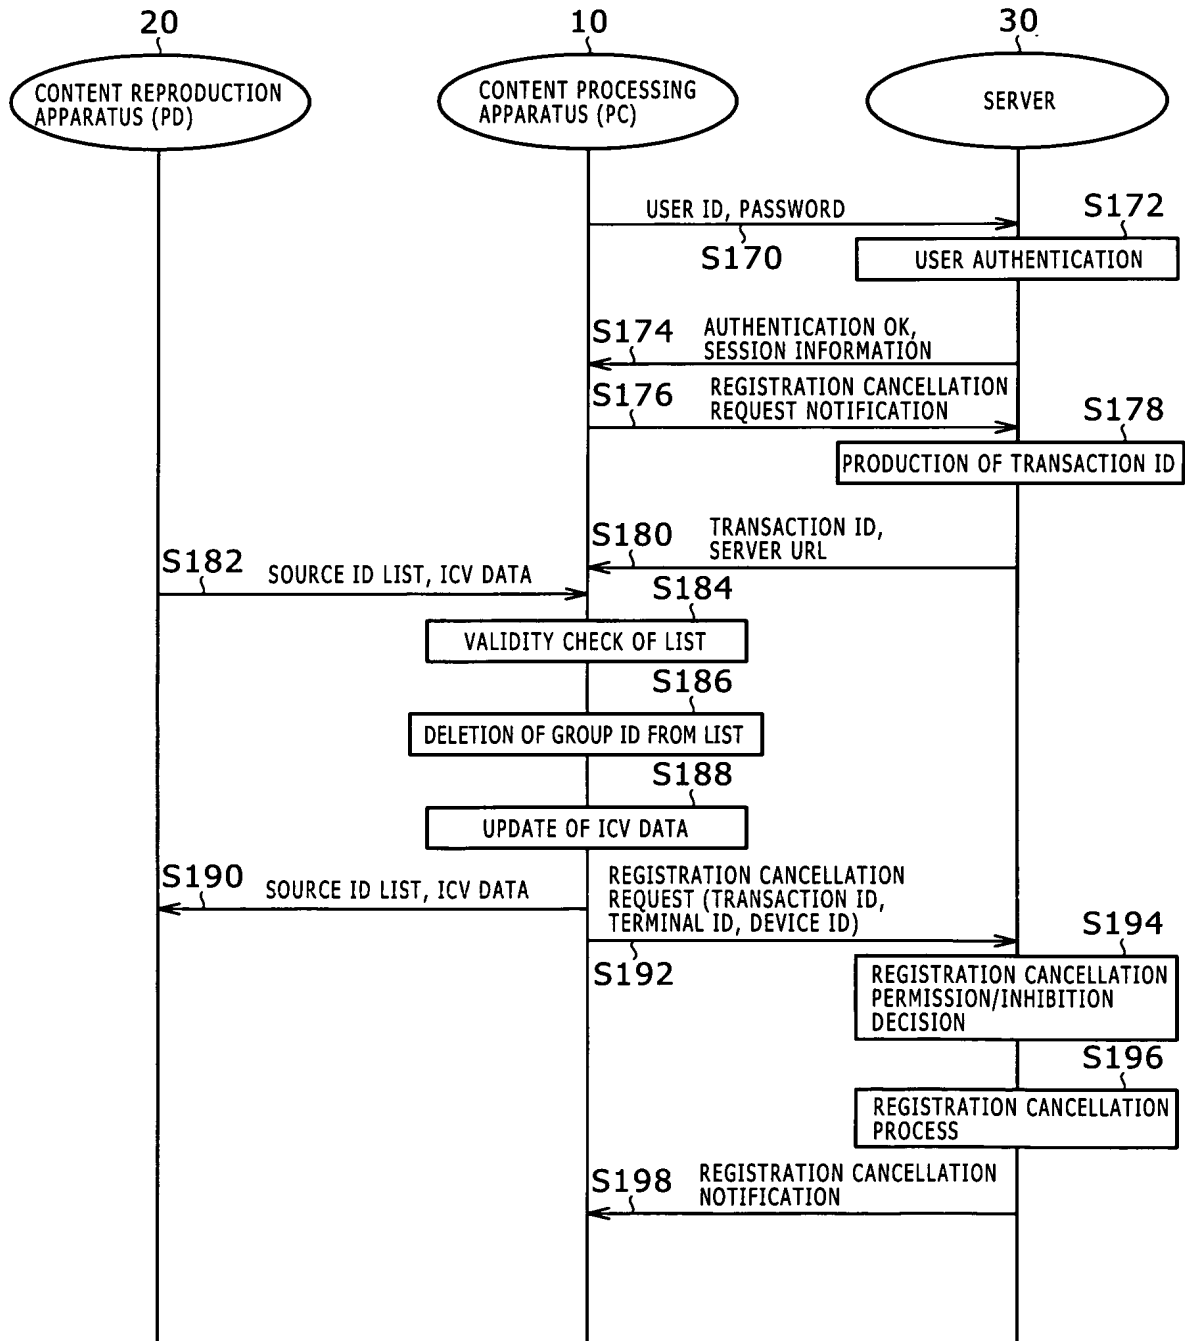 20
10
30
CONTENT REPRODUCTION
APPARATUS (PD)
CONTENT PROCESSING
APPARATUS (PC)
SERVER
USER ID, PASSWORD
S170
S172
USER AUTHENTICATION
S174
AUTHENTICATION OK,
SESSION INFORMATION
S176
REGISTRATION CANCELLATION
REQUEST NOTIFICATION
S178
PRODUCTION OF TRANSACTION ID
S180
TRANSACTION ID,
SERVER URL
S182
SOURCE ID LIST, ICV DATA
S184
VALIDITY CHECK OF LIST
S186
DELETION OF GROUP ID FROM LIST
S188
UPDATE OF ICV DATA
S190
SOURCE ID LIST, ICV DATA
REGISTRATION CANCELLATION
REQUEST (TRANSACTION ID,
TERMINAL ID, DEVICE ID)
S192
S194
REGISTRATION CANCELLATION
PERMISSION/INHIBITION
DECISION
S196
REGISTRATION CANCELLATION
PROCESS
S198
REGISTRATION CANCELLATION
NOTIFICATION